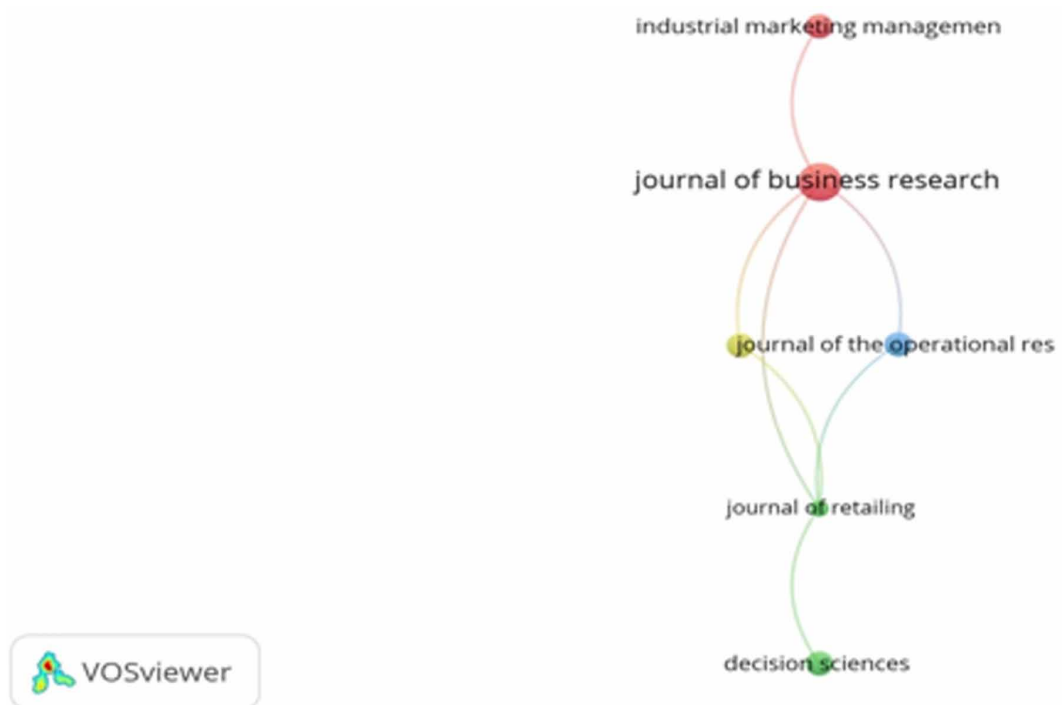 industrial marketing managemen
journal of business research
journal of the operational res
journal of retailing
decision sciences
VOSviewer